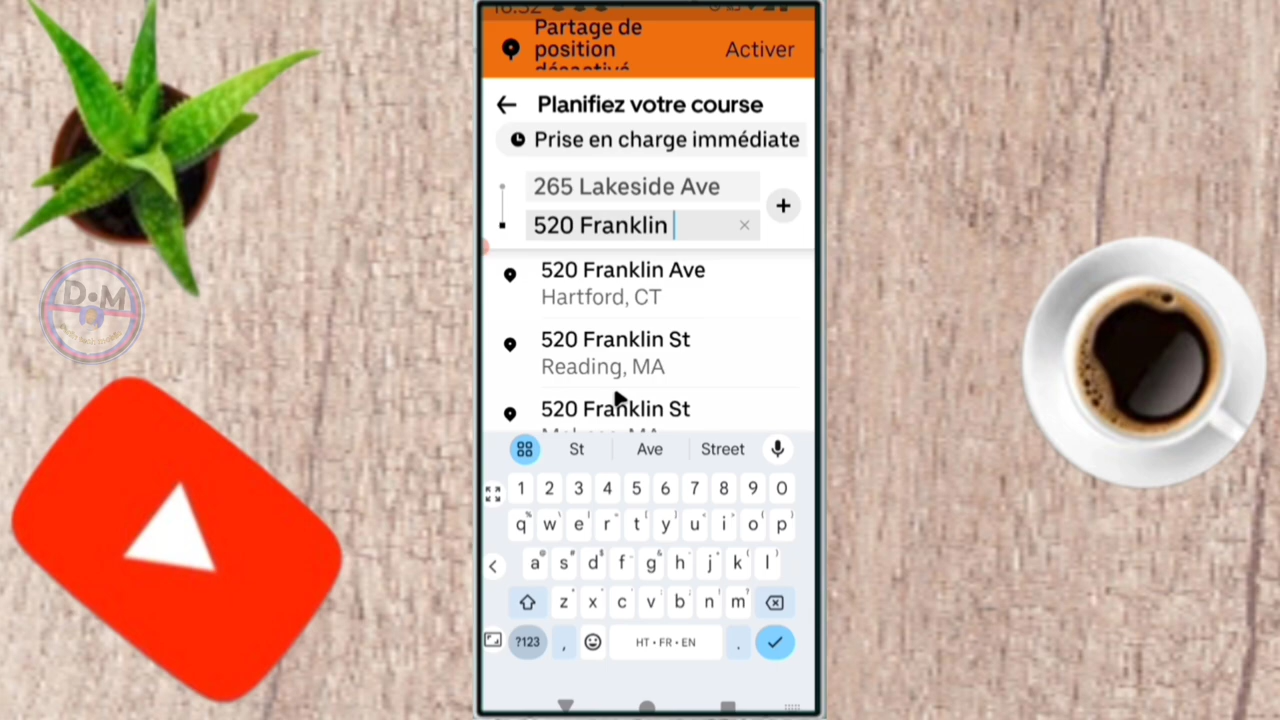 16:52
Partage de
position
désactivé
Activer
Planifiez votre course
Prise en charge immédiate
265 Lakeside Ave
520 Franklin
520 Franklin Ave
Hartford, CT
520 Franklin St
Reading, MA
520 Franklin St
St Ave Street
1 2 3 4 5 6 7 8 9 0
q w e r t y u i o p
a s d f g h j k l
z x c v b n m
?123 , HT • FR • EN .
D•M